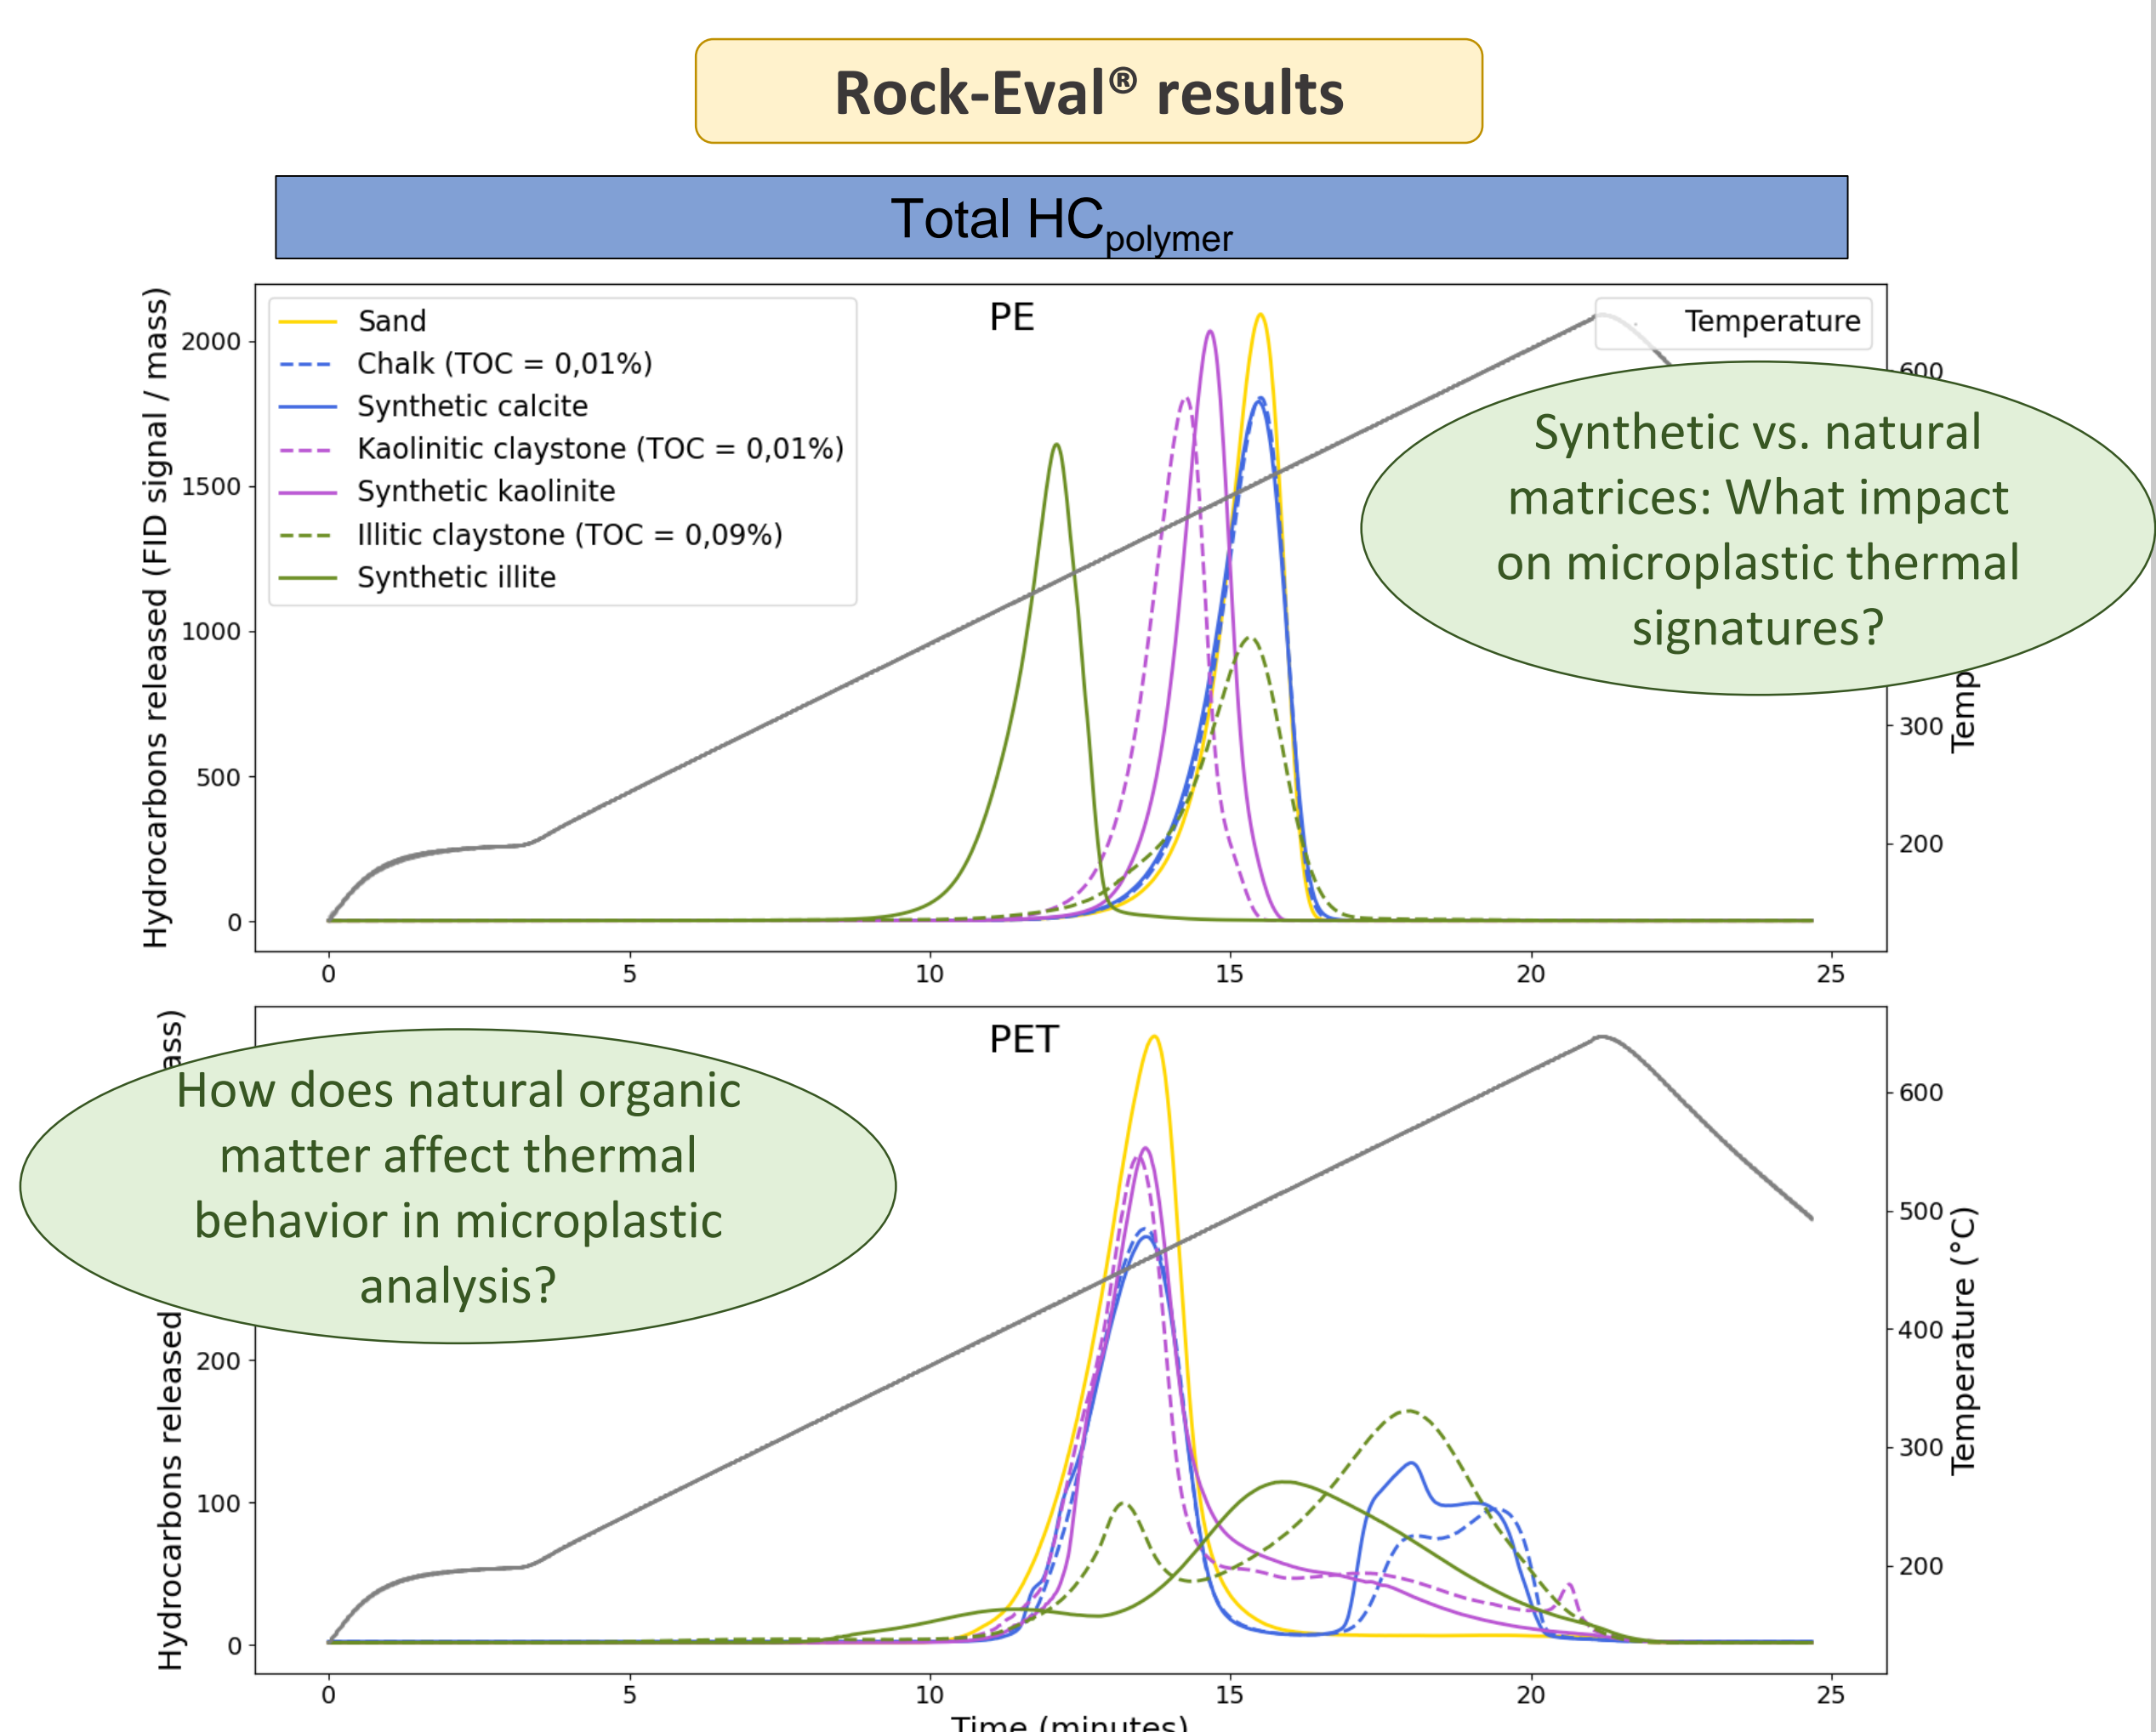 Rock-Eval® results
Total HCpolymer
PE
Sand
Chalk (TOC = 0,01%)
Synthetic calcite
Kaolinitic claystone (TOC = 0,01%)
Synthetic kaolinite
Illitic claystone (TOC = 0,09%)
Synthetic illite
Temperature
Hydrocarbons released (FID signal / mass)
2000
1500
1000
500
0
600
300
200
Synthetic vs. natural
matrices: What impact
on microplastic thermal
signatures?
0 5 10 15 20 25
PET
How does natural organic
matter affect thermal
behavior in microplastic
analysis?
Hydrocarbons released
200
100
0
600
500
400
300
200
Temperature (°C)
0 5 10 15 20 25
Time (minutes)